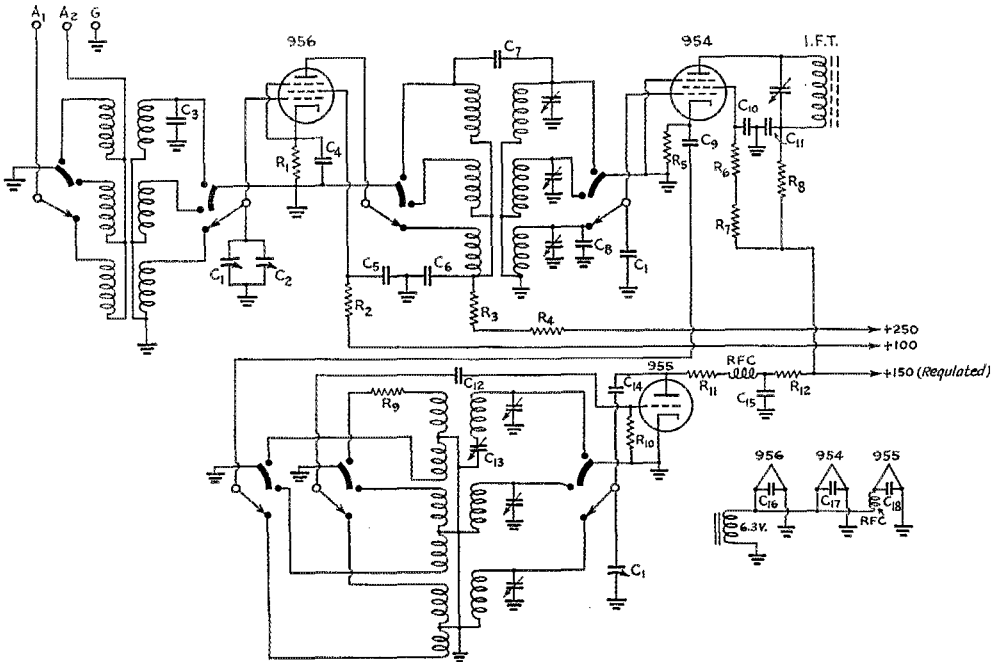 A1 A2 G
956
C7
954
I.F.T.
C3
C4
R1
C10
C11
R5
C9
R6
R8
R7
C1 C2
C5 C6
C8
C1
R2
R3
R4
+250
+100
+150 (Regulated)
955
RFC
C12
C14
R11
R12
C15
R9
R10
C13
C1
956 954 955
C16 C17 C18
6.3V.
RFC